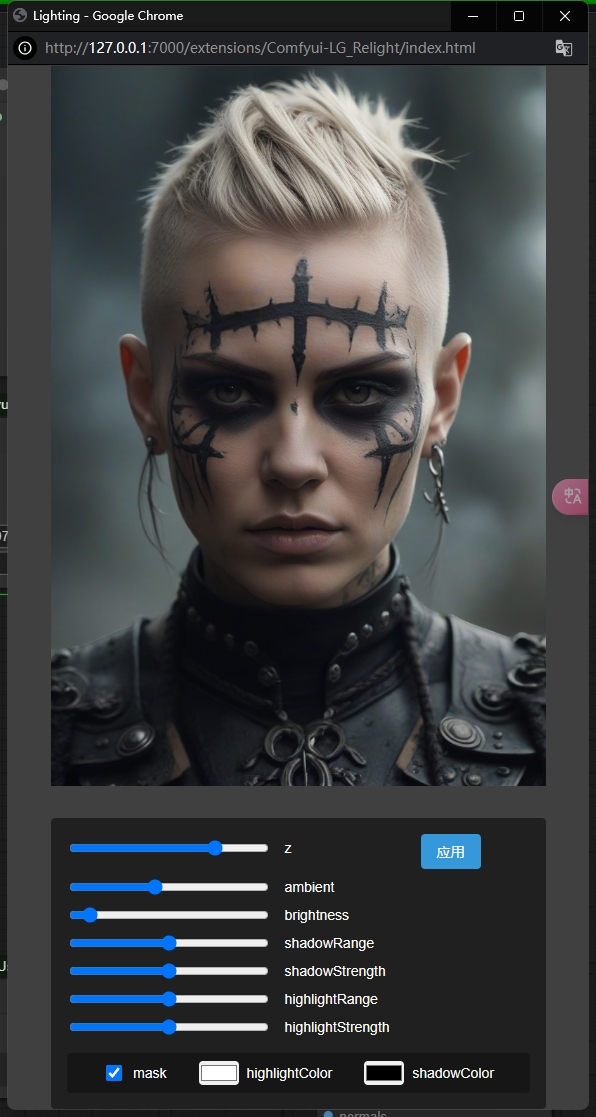 Lighting - Google Chrome
http://127.0.0.1:7000/extensions/Comfyui-LG_Relight/index.html
z
应用
ambient
brightness
shadowRange
shadowStrength
highlightRange
highlightStrength
mask highlightColor shadowColor
normals